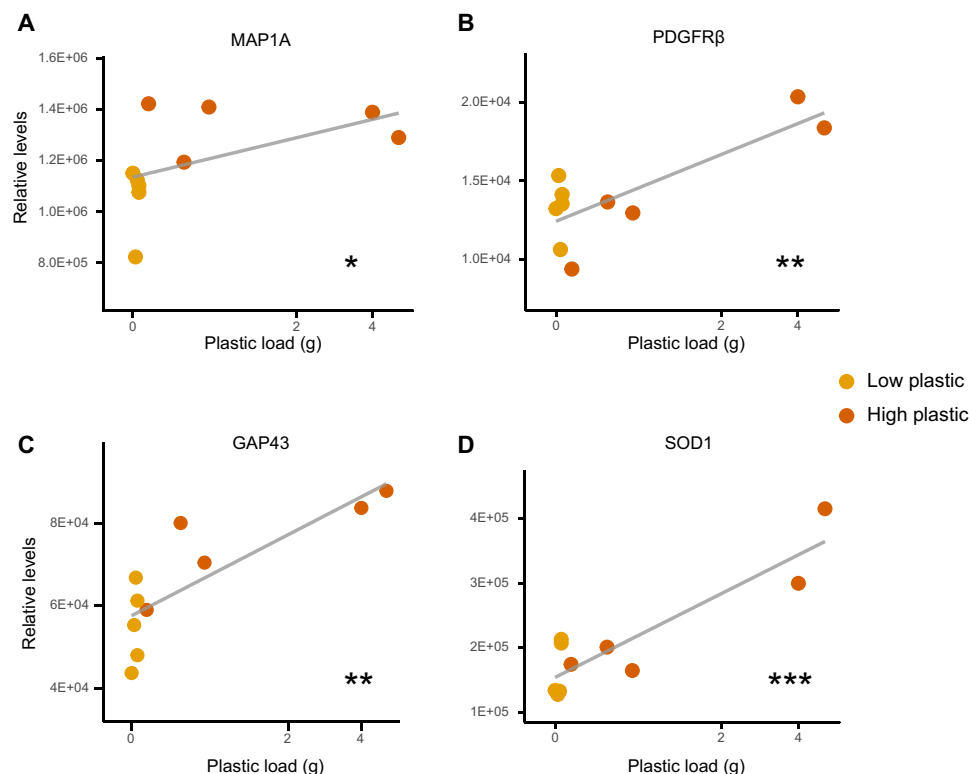 A
MAP1A
Relative levels
1.6E+06
1.4E+06
1.2E+06
1.0E+06
8.0E+05
*
0 2 4
Plastic load (g)
B
PDGFRβ
2.0E+04
1.5E+04
1.0E+04
**
0 2 4
Plastic load (g)
Low plastic
High plastic
C
GAP43
Relative levels
8E+04
6E+04
4E+04
**
0 2 4
Plastic load (g)
D
SOD1
4E+05
3E+05
2E+05
1E+05
***
0 2 4
Plastic load (g)